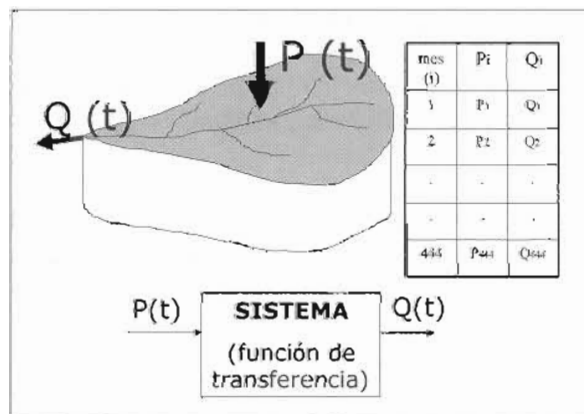 P (t)
Q (t)
mes Pi Qi
(i)
1 P1 Q1
2 P2 Q2
. . .
. . .
444 P444 Q444
P(t) SISTEMA Q(t)
(función de
transferencia)